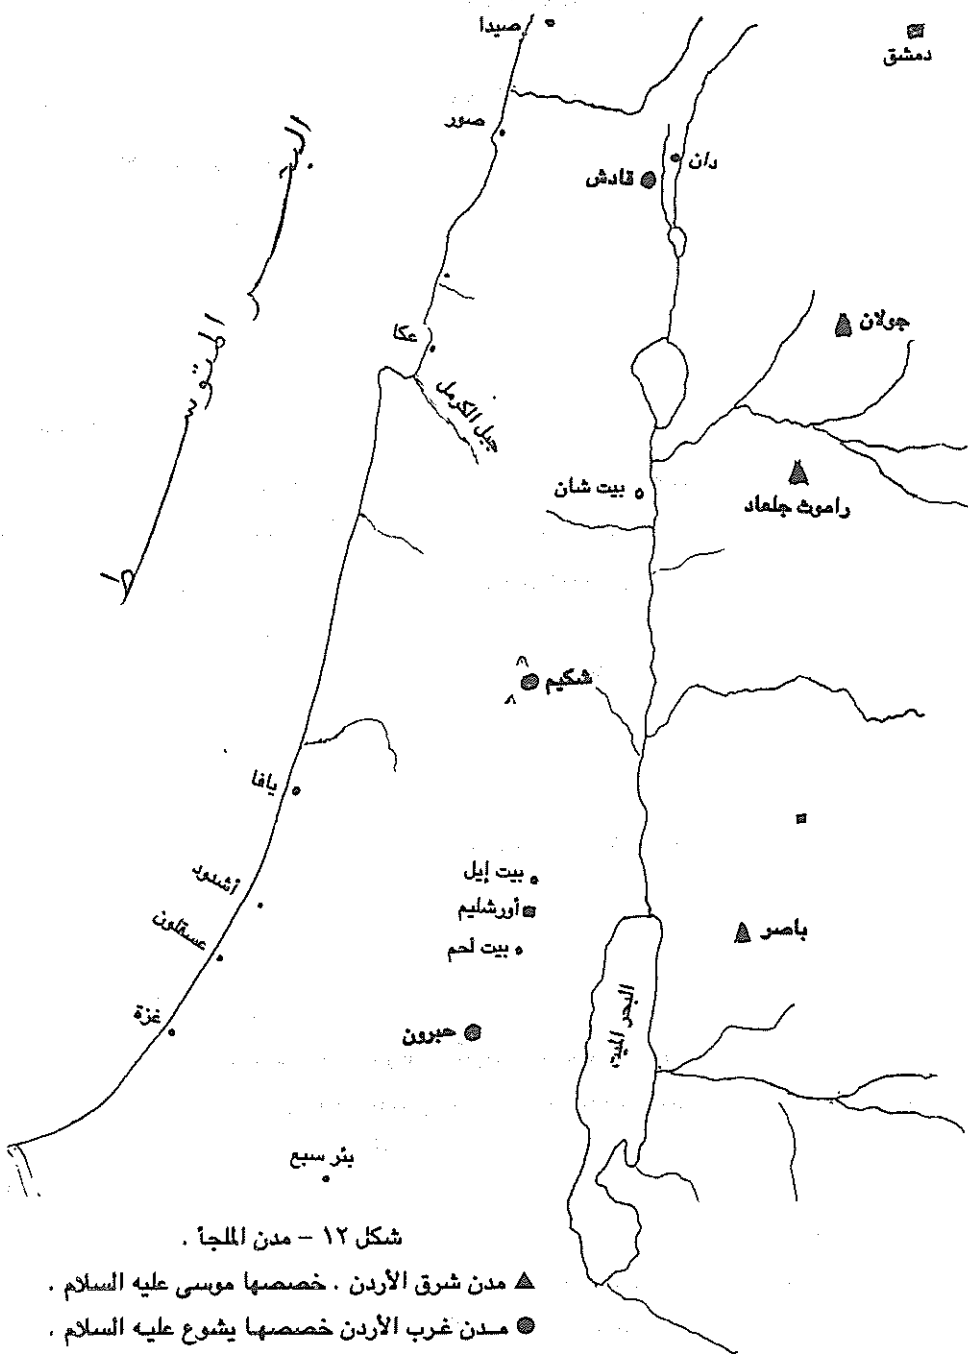 صيدا
دمشق
صور
دان
قادش
البحر
المتوسط
جولان
عكا
جبل الكرمل
بيت شان
راموث جلعاد
شكيم
يافا
بيت إيل
أشدود
أورشليم
باصر
عسقلون
بيت لحم
البحر الميت
غزة
حبرون
بئر سبع
شكل ١٢ – مدن الملجأ .
▲ مدن شرق الأردن . خصصها موسى عليه السلام .
● مدن غرب الأردن خصصها يشوع عليه السلام .